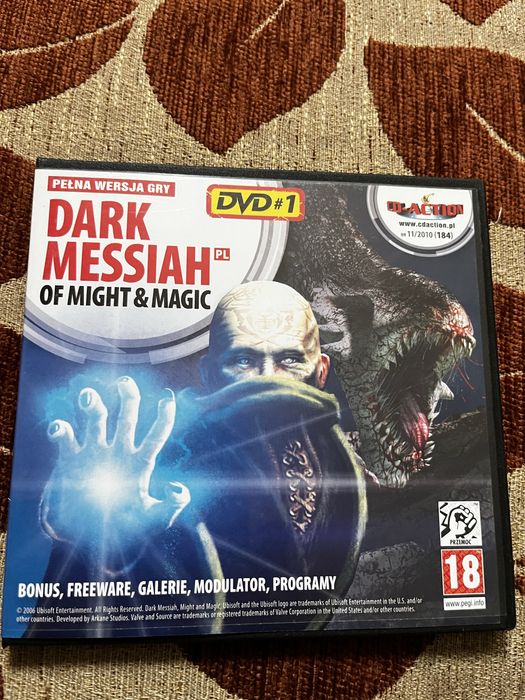 PEŁNA WERSJA GRY
DARK
MESSIAH PL
OF MIGHT & MAGIC
DVD #1
CD-ACTION
www.cdaction.pl
nr 11/2010 (184)
BONUS, FREEWARE, GALERIE, MODULATOR, PROGRAMY
© 2006 Ubisoft Entertainment. All Rights Reserved. Dark Messiah, Might and Magic, Ubisoft and the Ubisoft logo are trademarks of Ubisoft Entertainment in the U.S. and/or
other countries. Developed by Arkane Studios. Valve and Source are trademarks or registered trademarks of Valve Corporation in the United States and/or other countries.
PRZEMOC
18
www.pegi.info